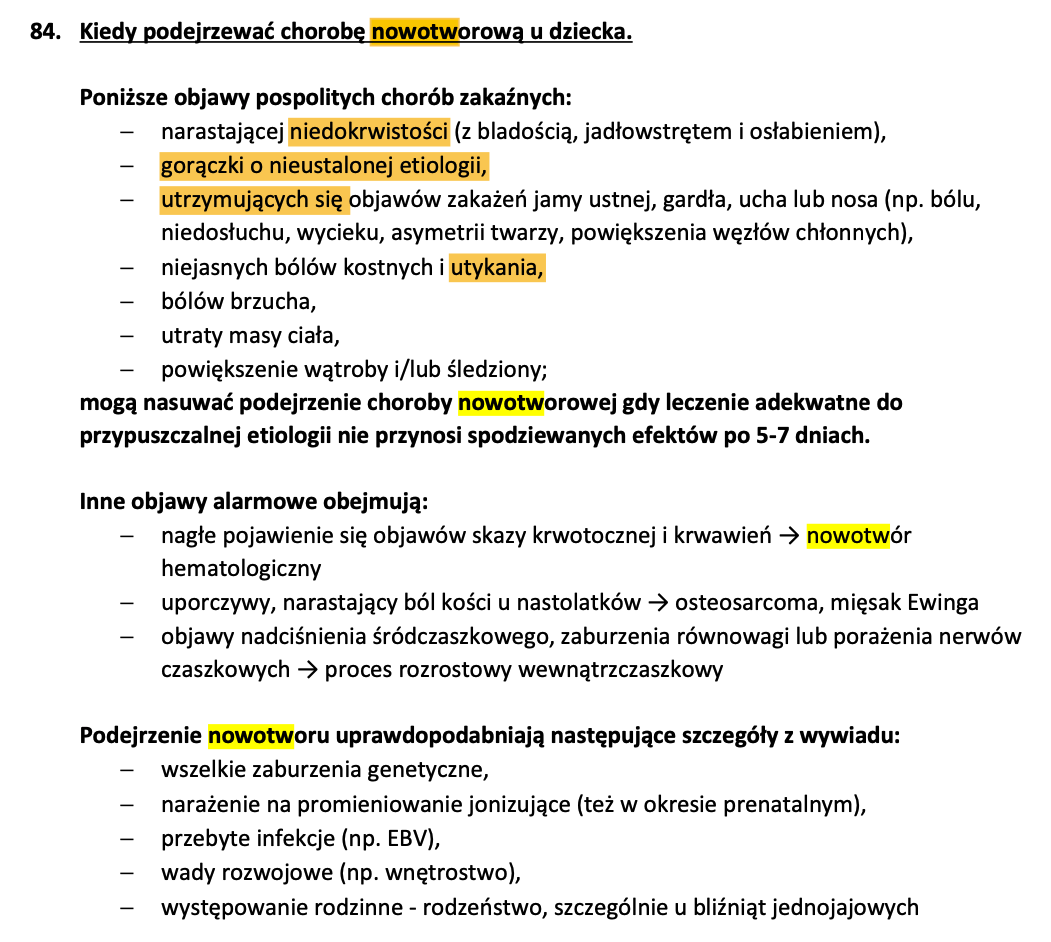 84. Kiedy podejrzewać chorobę nowotworową u dziecka.
Poniższe objawy pospolitych chorób zakaźnych:
– narastającej niedokrwistości (z bladością, jadłowstrętem i osłabieniem),
– gorączki o nieustalonej etiologii,
– utrzymujących się objawów zakażeń jamy ustnej, gardła, ucha lub nosa (np. bólu,
niedosłuchu, wycieku, asymetrii twarzy, powiększenia węzłów chłonnych),
– niejasnych bólów kostnych i utykania,
– bólów brzucha,
– utraty masy ciała,
– powiększenie wątroby i/lub śledziony;
mogą nasuwać podejrzenie choroby nowotworowej gdy leczenie adekwatne do
przypuszczalnej etiologii nie przynosi spodziewanych efektów po 5-7 dniach.
Inne objawy alarmowe obejmują:
– nagłe pojawienie się objawów skazy krwotocznej i krwawień → nowotwór
hematologiczny
– uporczywy, narastający ból kości u nastolatków → osteosarcoma, mięsak Ewinga
– objawy nadciśnienia śródczaszkowego, zaburzenia równowagi lub porażenia nerwów
czaszkowych → proces rozrostowy wewnątrzczaszkowy
Podejrzenie nowotworu uprawdopodabniają następujące szczegóły z wywiadu:
– wszelkie zaburzenia genetyczne,
– narażenie na promieniowanie jonizujące (też w okresie prenatalnym),
– przebyte infekcje (np. EBV),
– wady rozwojowe (np. wnętrostwo),
– występowanie rodzinne - rodzeństwo, szczególnie u bliźniąt jednojajowych